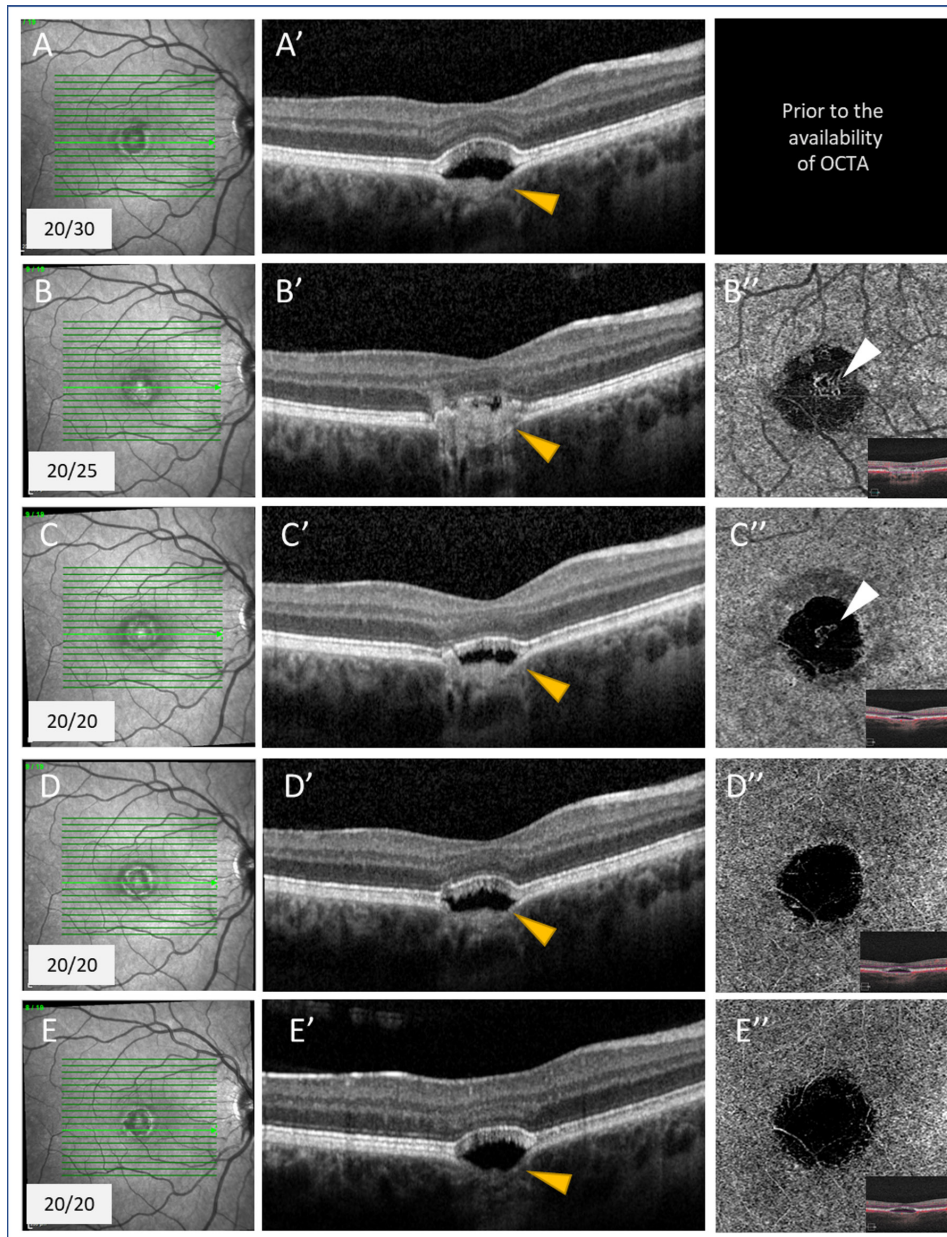 A
20/30
A'
Prior to the
availability
of OCTA
B
20/25
B'
B''
C
20/20
C'
C''
D
20/20
D'
D''
E
20/20
E'
E''